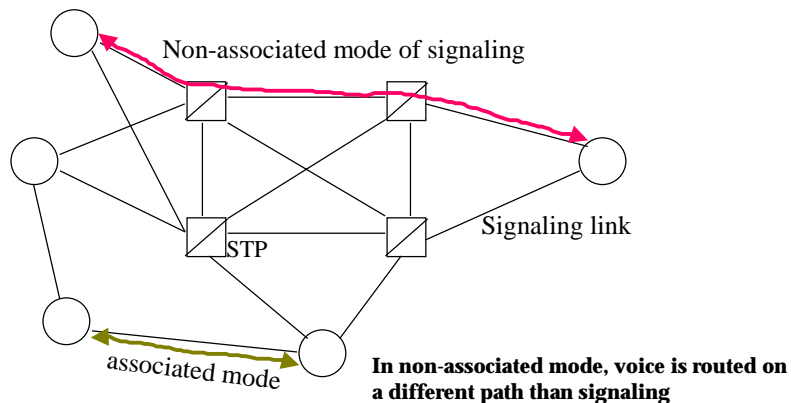 Non-associated mode of signaling
Signaling link
STP
associated mode
In non-associated mode, voice is routed on
a different path than signaling